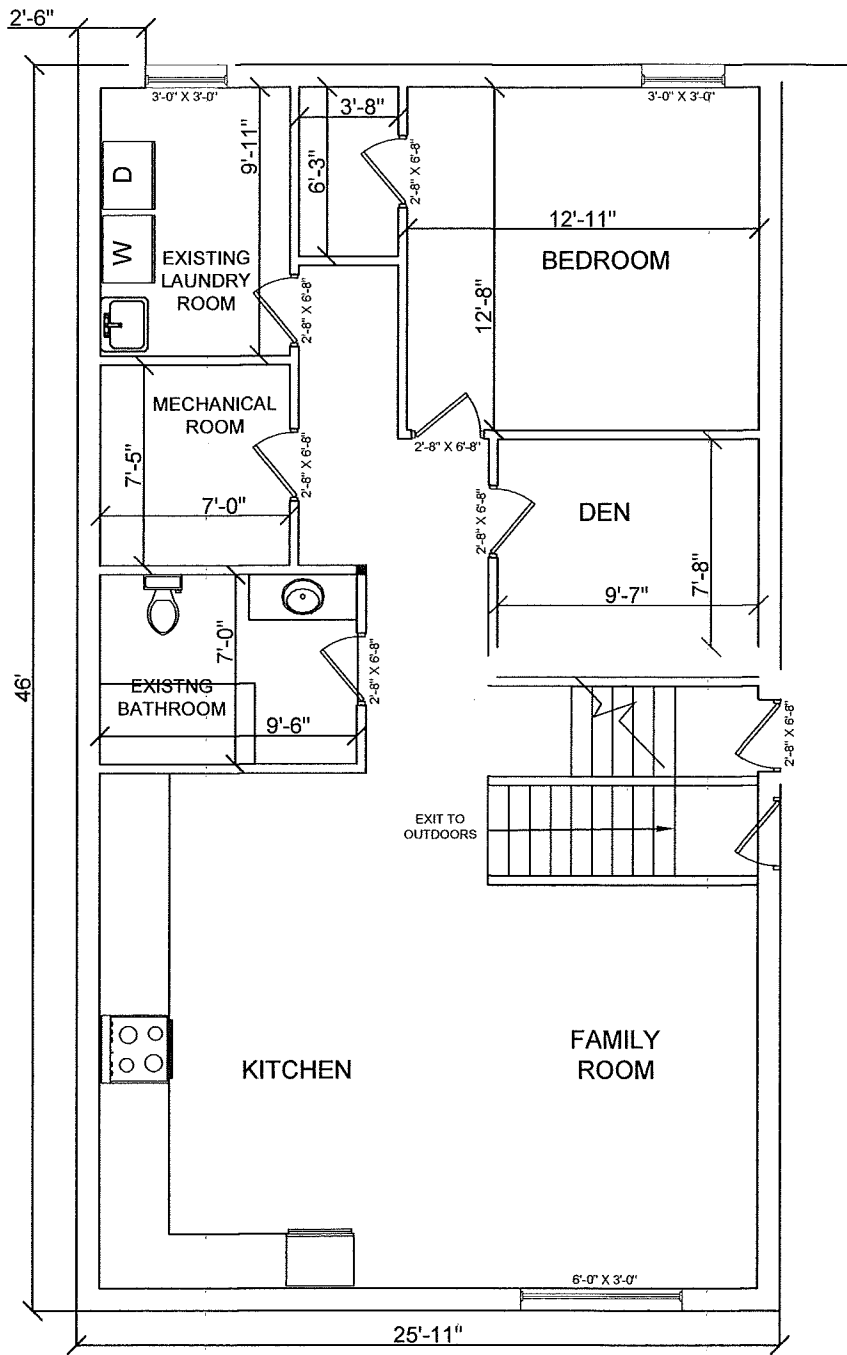 2'-6"
3'-0" X 3'-0"
3'-0" X 3'-0"
3'-8"
9'-11"
6'-3"
2'-8" X 6'-8"
D
12'-11"
W
EXISTING
LAUNDRY
ROOM
BEDROOM
2'-8" X 6'-8"
12'-8"
MECHANICAL
ROOM
2'-8" X 6'-8"
7'-5"
7'-0"
2'-8" X 6'-8"
DEN
2'-8" X 6'-8"
7'-8"
9'-7"
7'-0"
2'-8" X 6'-8"
EXISTNG
BATHROOM
9'-6"
46'
2'-8" X 6'-8"
EXIT TO
OUTDOORS
KITCHEN
FAMILY
ROOM
6'-0" X 3'-0"
25'-11"